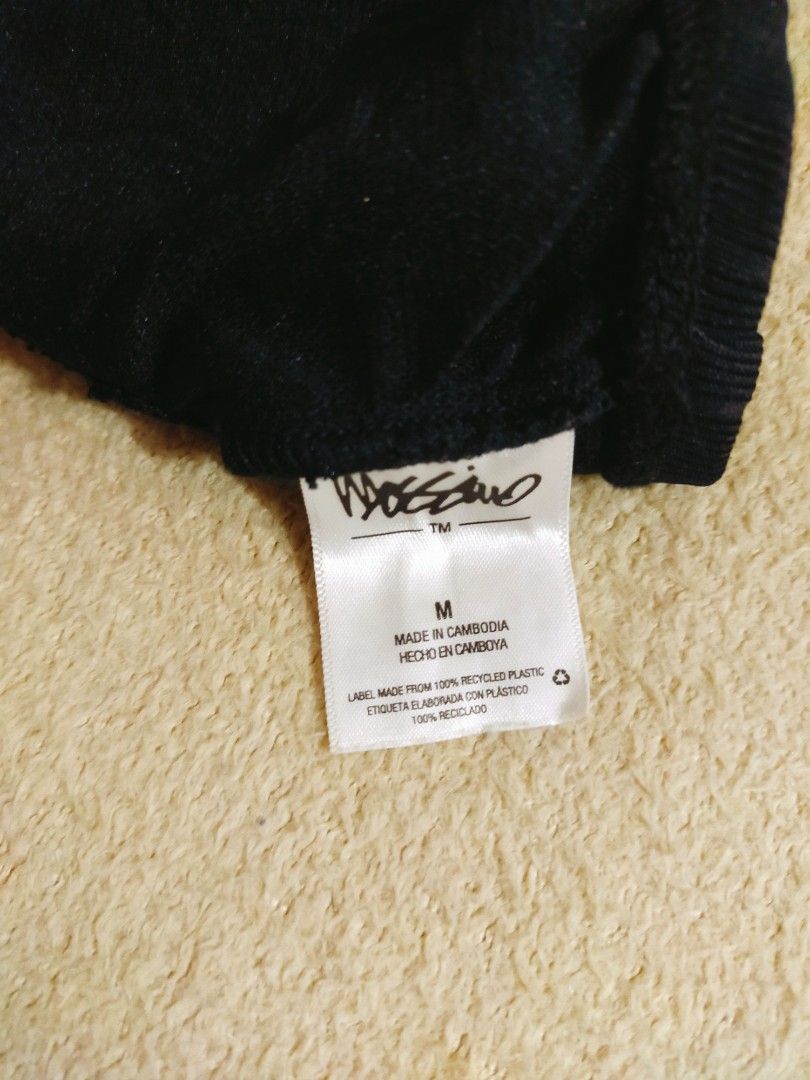 Mossimo
TM
M
MADE IN CAMBODIA
HECHO EN CAMBOYA
LABEL MADE FROM 100% RECYCLED PLASTIC
ETIQUETA ELABORADA CON PLÁSTICO
100% RECICLADO